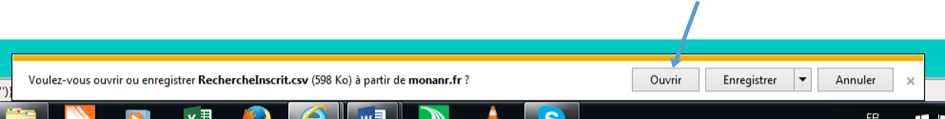 Voulez-vous ouvrir ou enregistrer RechercheInscrit.csv (598 Ko) à partir de monanr.fr ?
Ouvrir
Enregistrer
Annuler
×
")}
FR